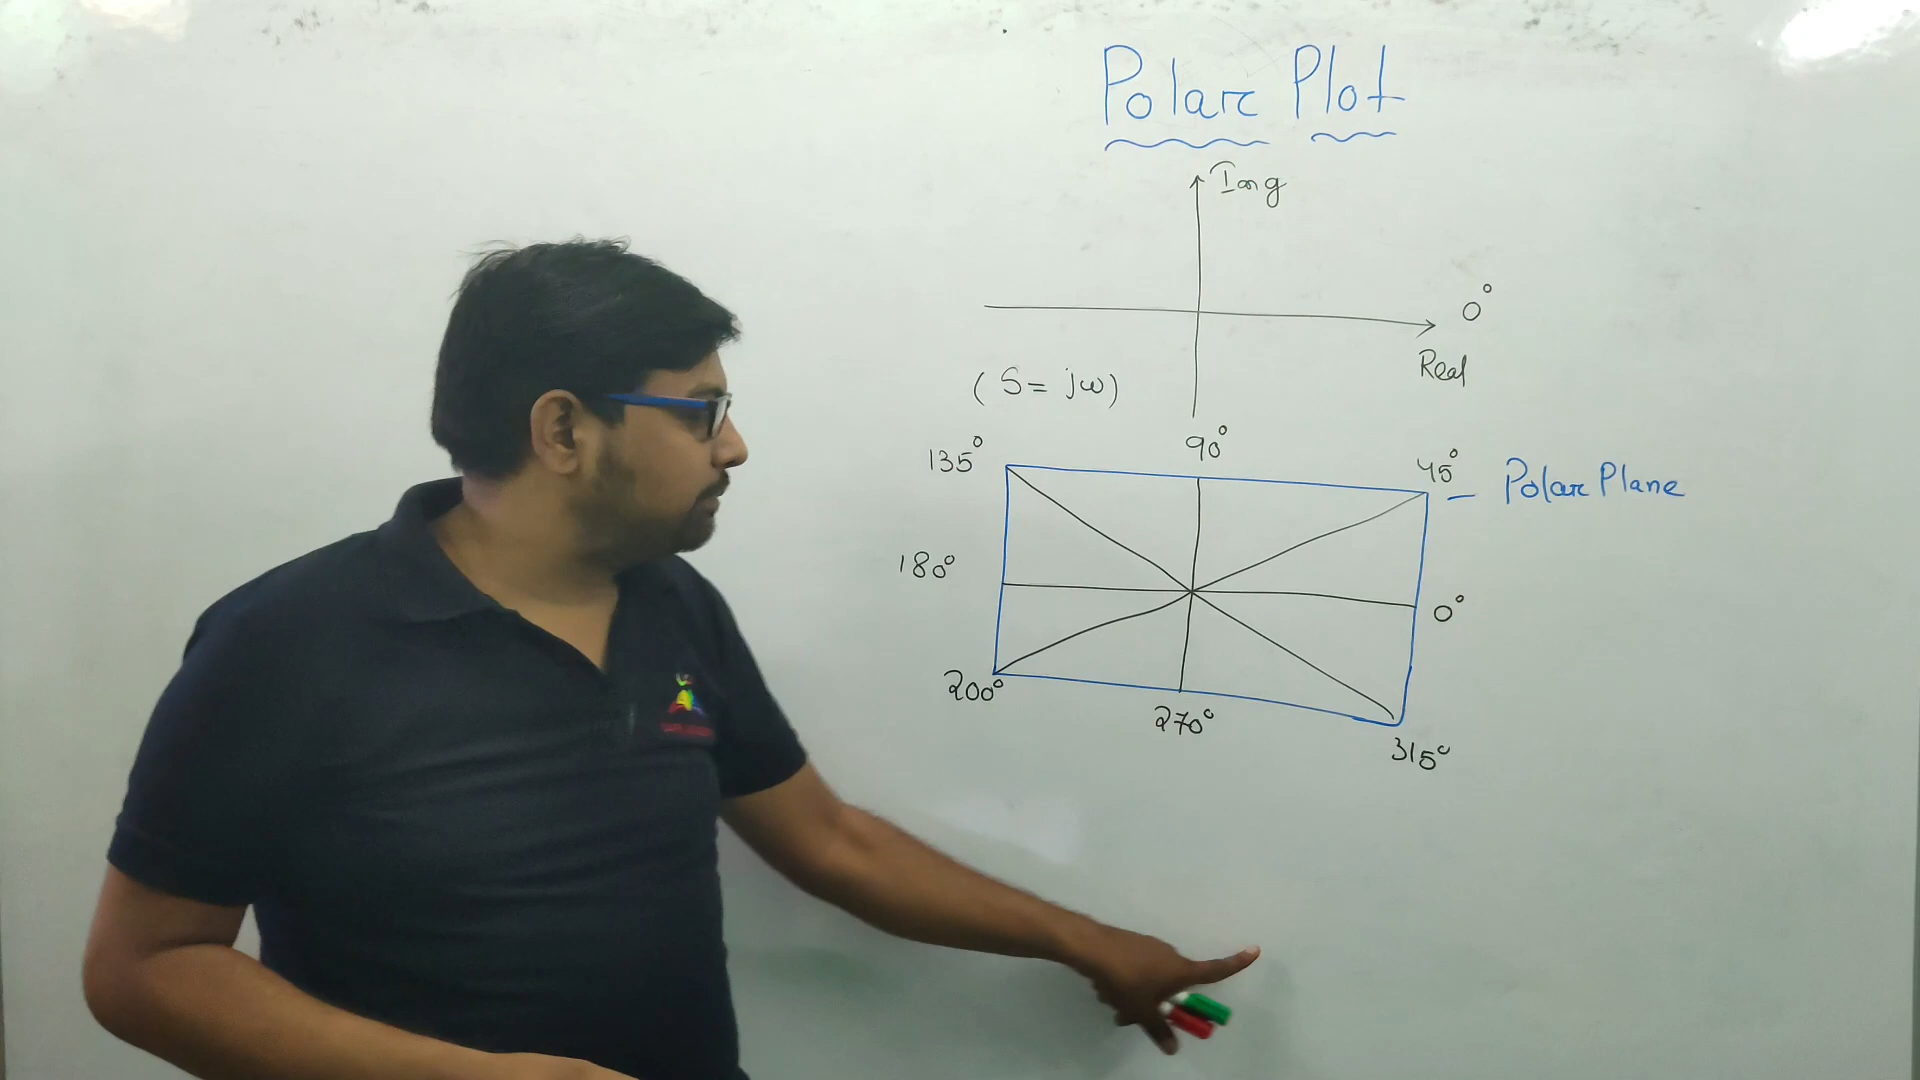 Polar Plot
Img
0°
Real
(S = jω)
135°
90°
45°
- Polar Plane
180°
0°
200°
270°
315°